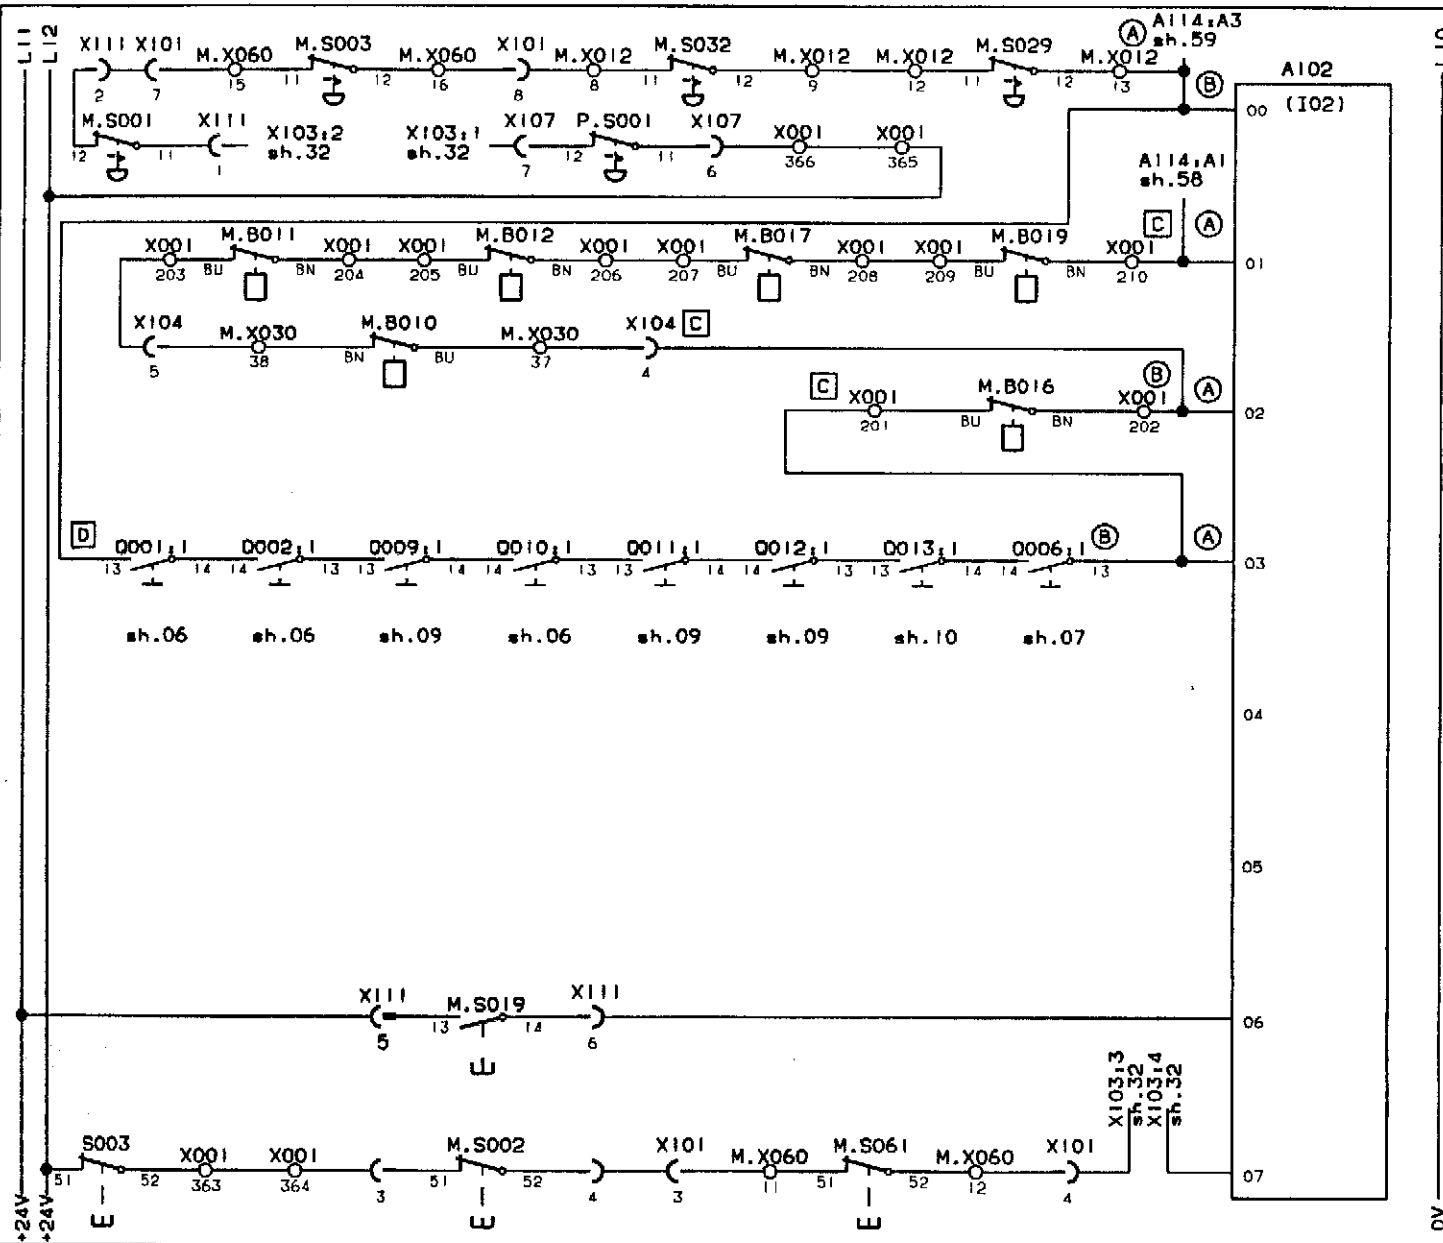 L11
L12
X111 X101 M.X060 M.S003 M.X060 X101 M.X012 M.S032 M.X012 M.X012 M.S029 M.X012
A A114:A3
sh.59
2 7 15 11 12 16 8 8 11 12 9 12 11 12 13
B
A102
(I02)
00
M.S001 X111 X103:2 X103:1 X107 P.S001 X107 X001 X001
sh.32 sh.32
12 11 1 7 12 11 6 366 365
A114:A1
sh.58
C A
X001 M.B011 X001 X001 M.B012 X001 X001 M.B017 X001 X001 M.B019 X001
203 BU BN 204 205 BU BN 206 207 BU BN 208 209 BU BN 210
01
X104 M.X030 M.B010 M.X030 X104 C
5 38 BN BU 37 4
C X001 M.B016 B X001 A
201 BU BN 202
02
D Q001:1 Q002:1 Q009:1 Q010:1 Q011:1 Q012:1 Q013:1 Q006:1 B A
13 14 14 13 13 14 14 13 13 14 14 13 13 14 14 13
03
sh.06 sh.06 sh.09 sh.06 sh.09 sh.09 sh.10 sh.07
04
05
X111 M.S019 X111
5 13 14 6
06
X103:3
sh.32
X103:4
sh.32
S003 X001 X001 M.S002 X101 M.X060 M.S061 M.X060 X101
51 52 363 364 3 51 52 4 3 11 51 52 12 4
07
+24V
+24V
0V